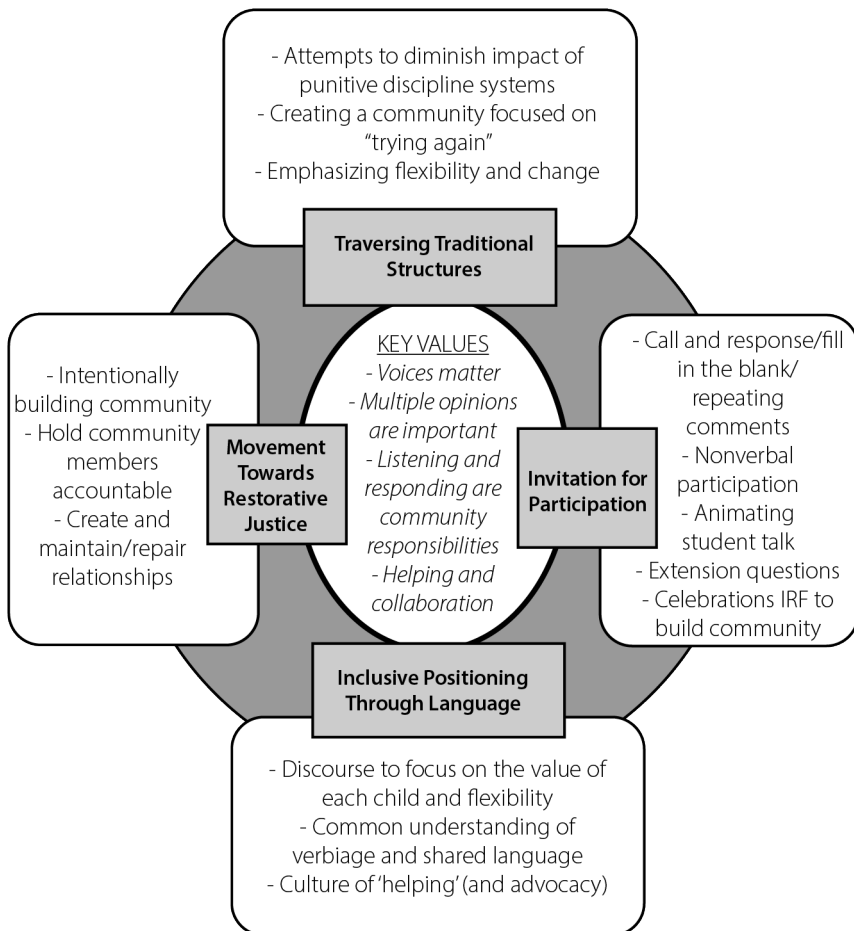 - Attempts to diminish impact of
punitive discipline systems
- Creating a community focused on
“trying again”
- Emphasizing flexibility and change
Traversing Traditional
Structures
- Intentionally
building community
- Hold community
members
accountable
- Create and
maintain/repair
relationships
Movement
Towards
Restorative
Justice
KEY VALUES
- Voices matter
- Multiple opinions
are important
- Listening and
responding are
community
responsibilities
- Helping and
collaboration
Invitation for
Participation
- Call and response/fill
in the blank/
repeating
comments
- Nonverbal
participation
- Animating
student talk
- Extension questions
- Celebrations IRF to
build community
Inclusive Positioning
Through Language
- Discourse to focus on the value of
each child and flexibility
- Common understanding of
verbiage and shared language
- Culture of ‘helping’ (and advocacy)